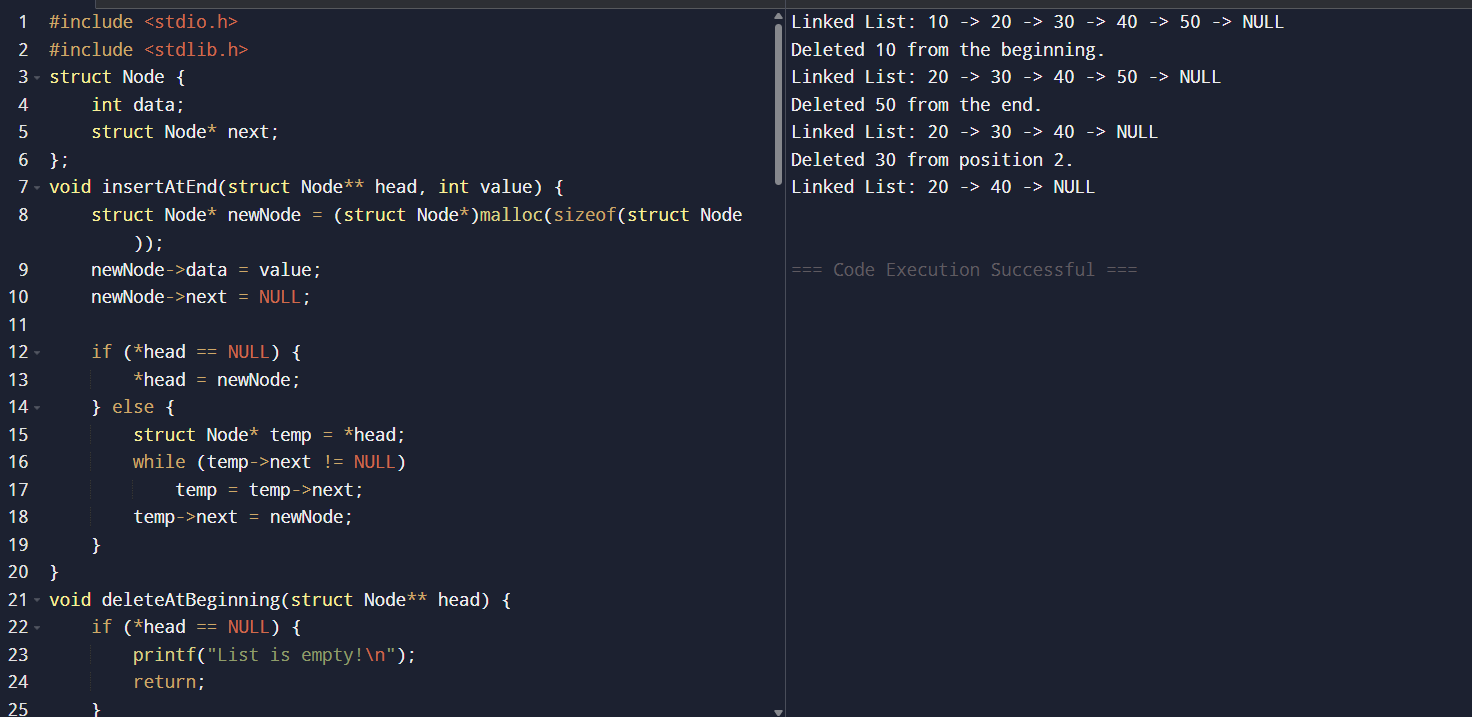 1 #include <stdio.h>
2 #include <stdlib.h>
3 struct Node {
4     int data;
5     struct Node* next;
6 };
7 void insertAtEnd(struct Node** head, int value) {
8     struct Node* newNode = (struct Node*)malloc(sizeof(struct Node
        ));
9     newNode->data = value;
10     newNode->next = NULL;
11
12     if (*head == NULL) {
13         *head = newNode;
14     } else {
15         struct Node* temp = *head;
16         while (temp->next != NULL)
17             temp = temp->next;
18         temp->next = newNode;
19     }
20 }
21 void deleteAtBeginning(struct Node** head) {
22     if (*head == NULL) {
23         printf("List is empty!\n");
24         return;
25     }
Linked List: 10 -> 20 -> 30 -> 40 -> 50 -> NULL
Deleted 10 from the beginning.
Linked List: 20 -> 30 -> 40 -> 50 -> NULL
Deleted 50 from the end.
Linked List: 20 -> 30 -> 40 -> NULL
Deleted 30 from position 2.
Linked List: 20 -> 40 -> NULL
=== Code Execution Successful ===